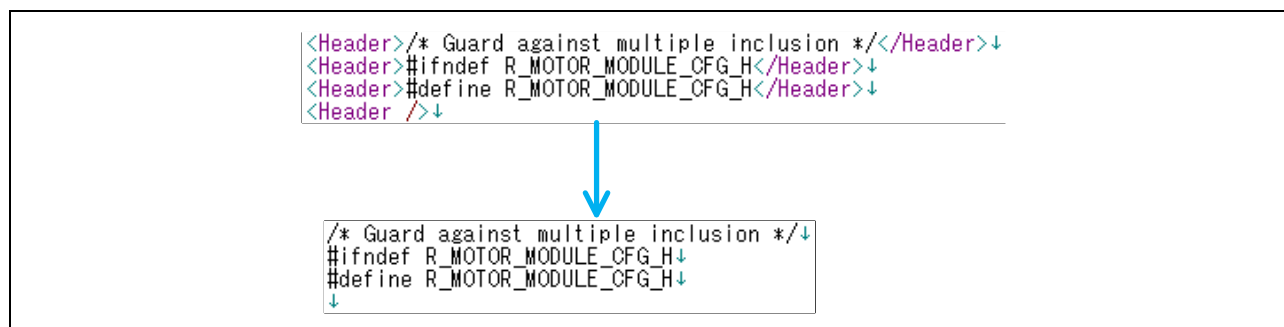 <Header>/* Guard against multiple inclusion */</Header>↓
<Header>#ifndef R_MOTOR_MODULE_CFG_H</Header>↓
<Header>#define R_MOTOR_MODULE_CFG_H</Header>↓
<Header />↓
/* Guard against multiple inclusion */↓
#ifndef R_MOTOR_MODULE_CFG_H↓
#define R_MOTOR_MODULE_CFG_H↓
↓